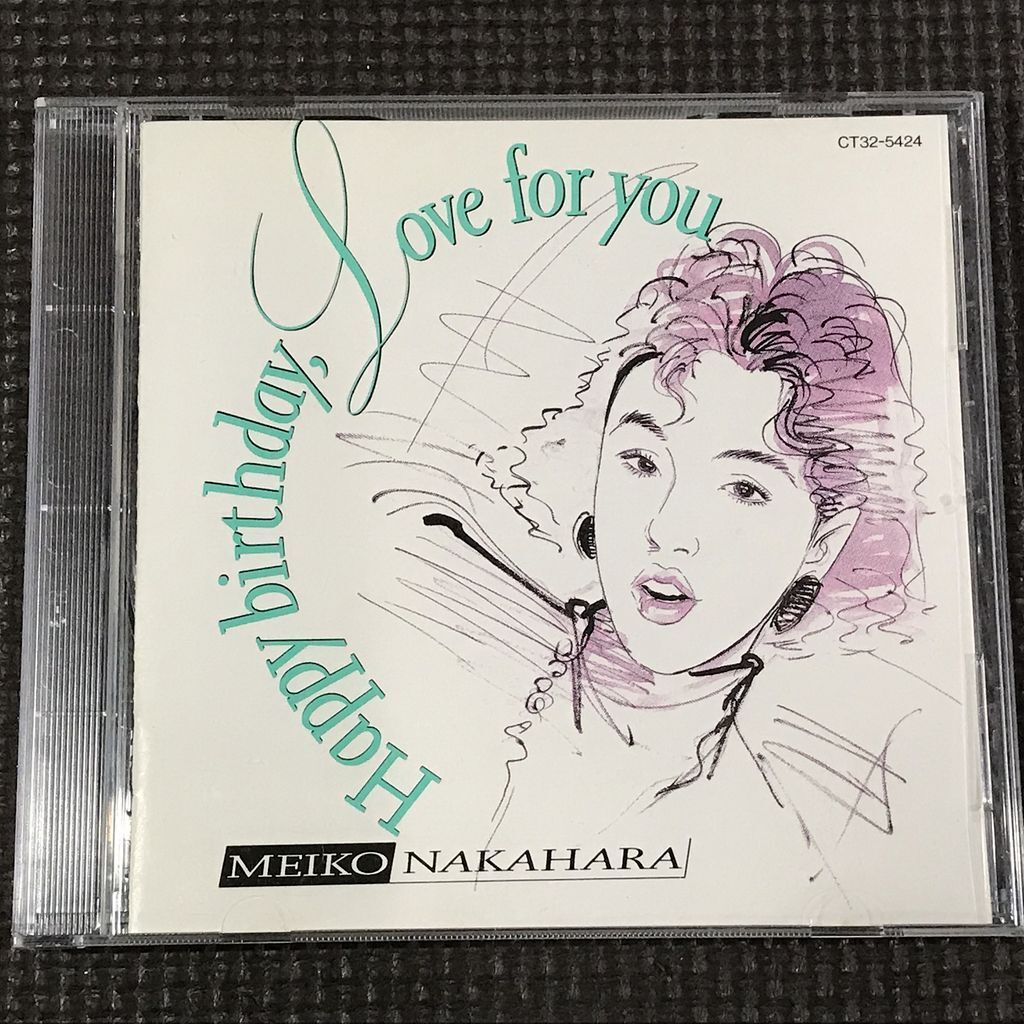 CT32-5424
Happy birthday, Love for you
MEIKO NAKAHARA